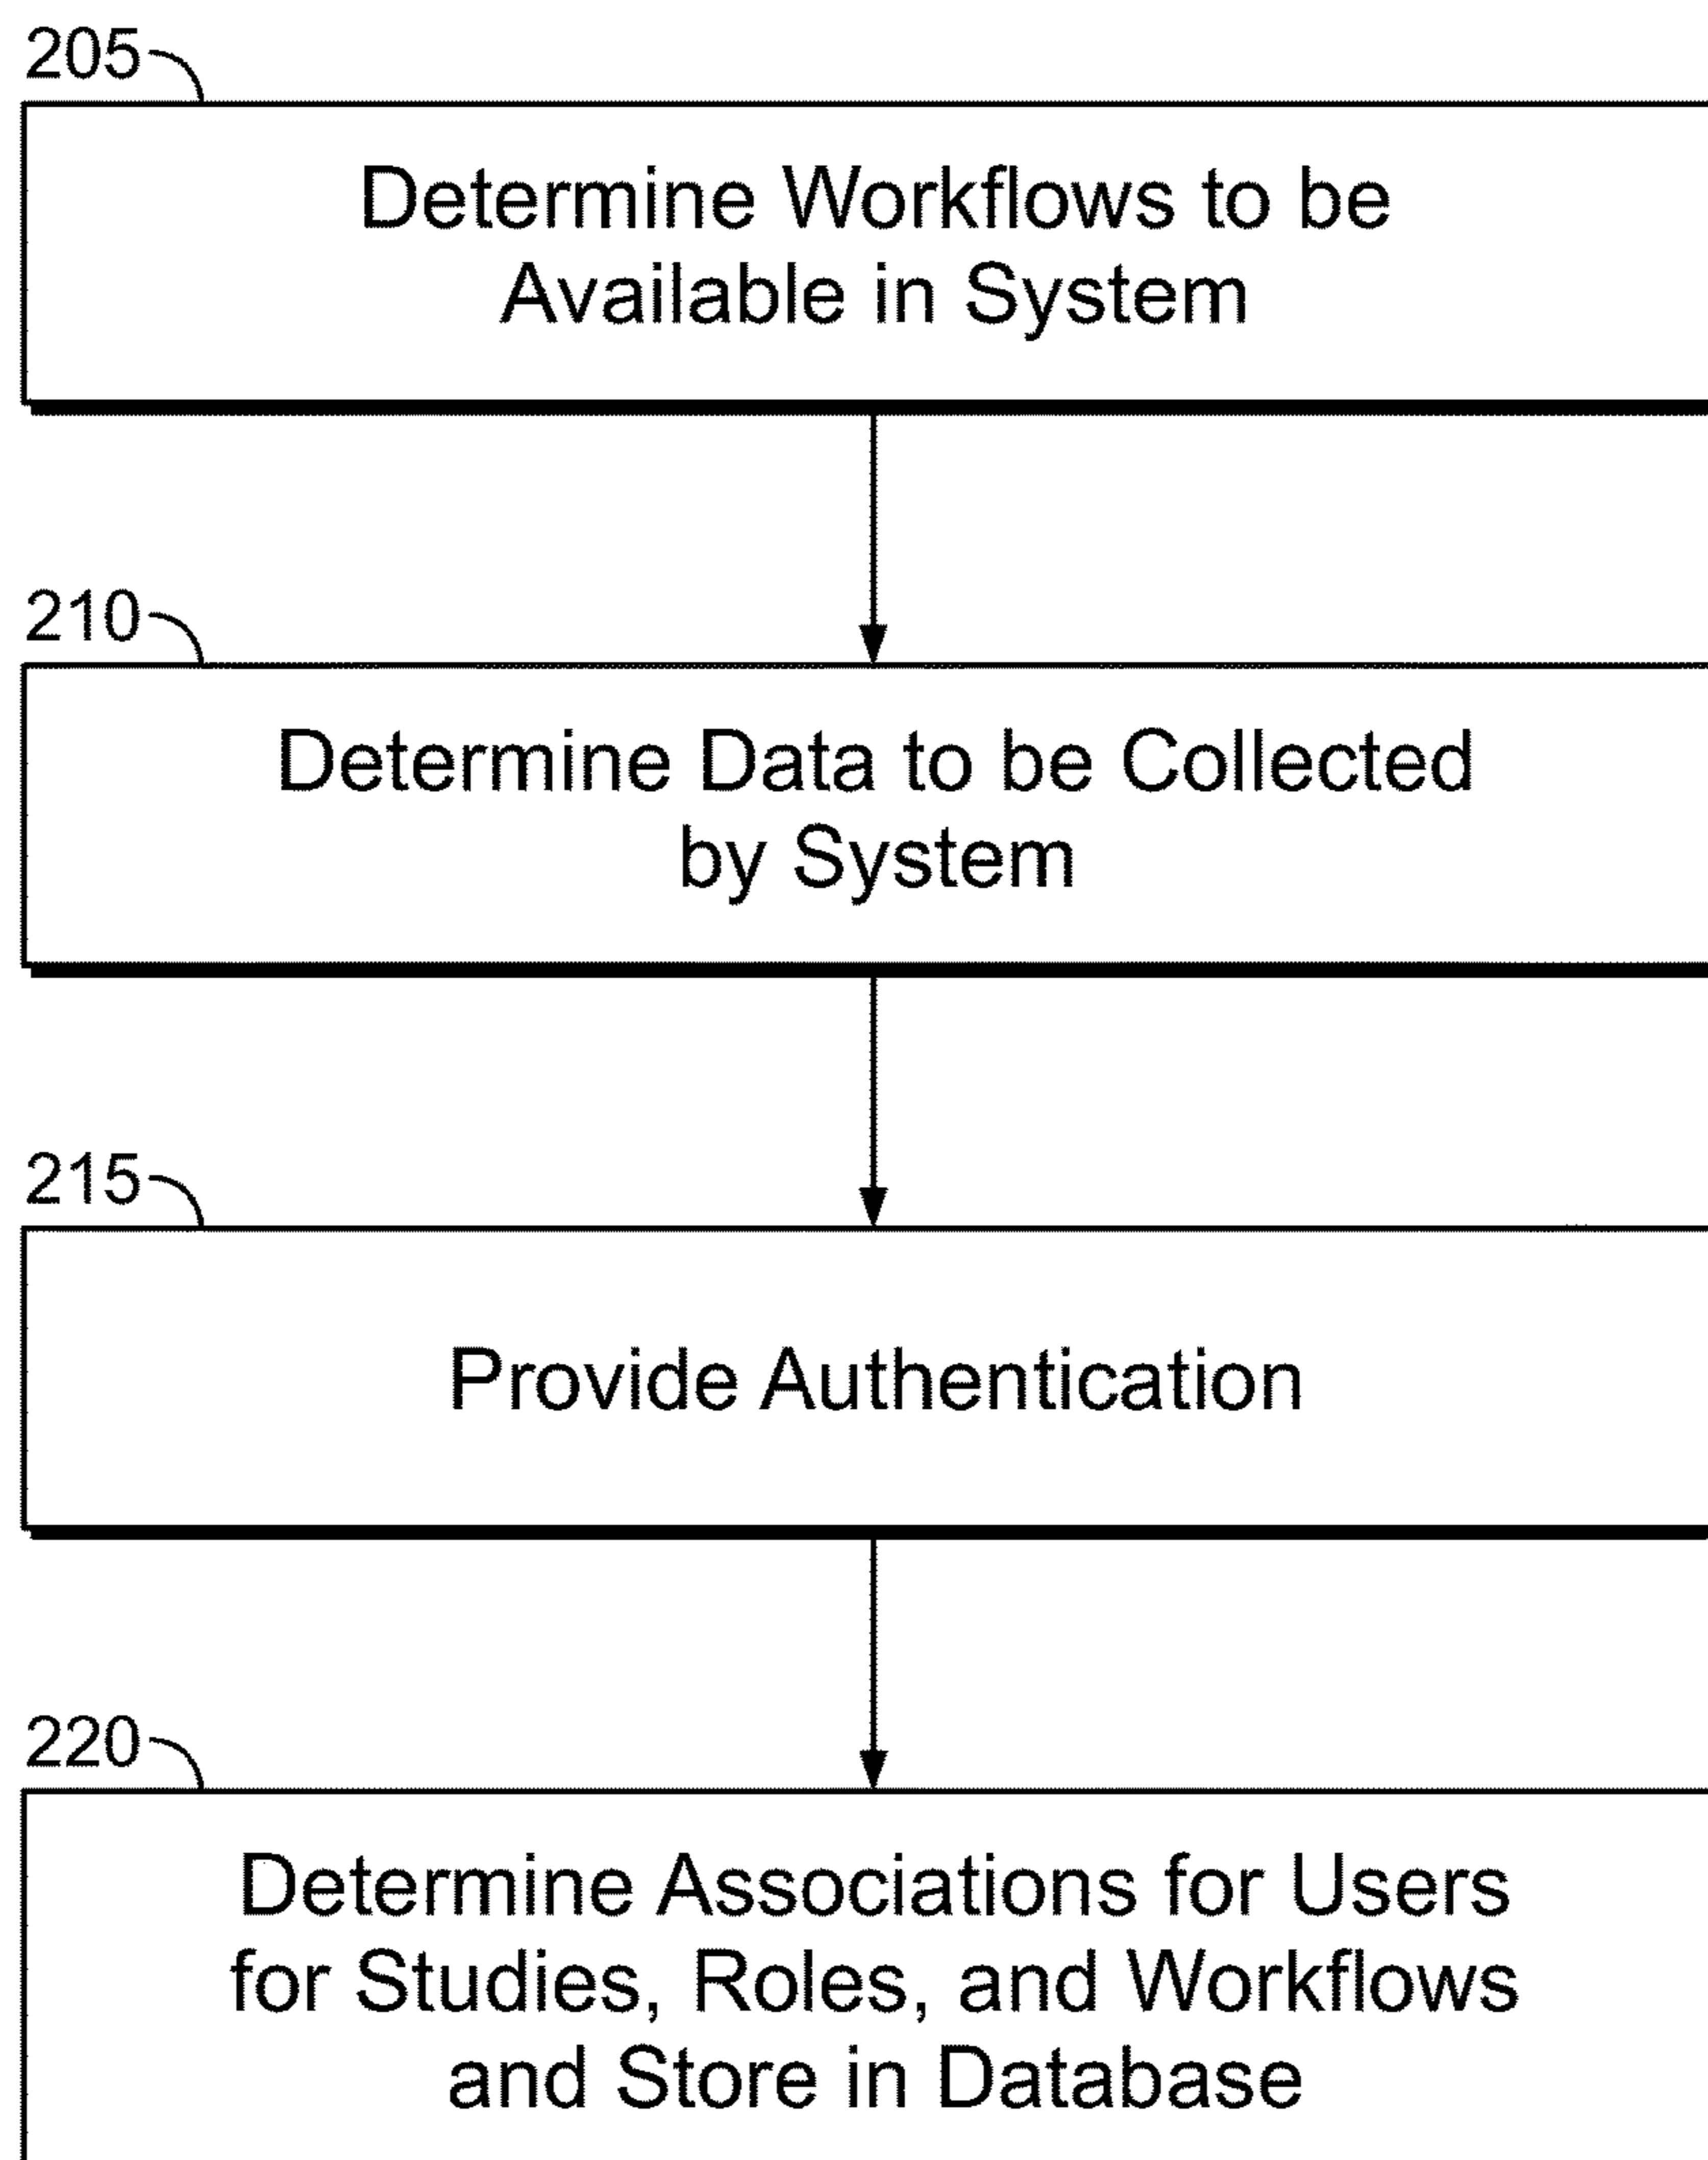 205
Determine Workflows to be
Available in System
210
Determine Data to be Collected
by System
215
Provide Authentication
220
Determine Associations for Users
for Studies, Roles, and Workflows
and Store in Database